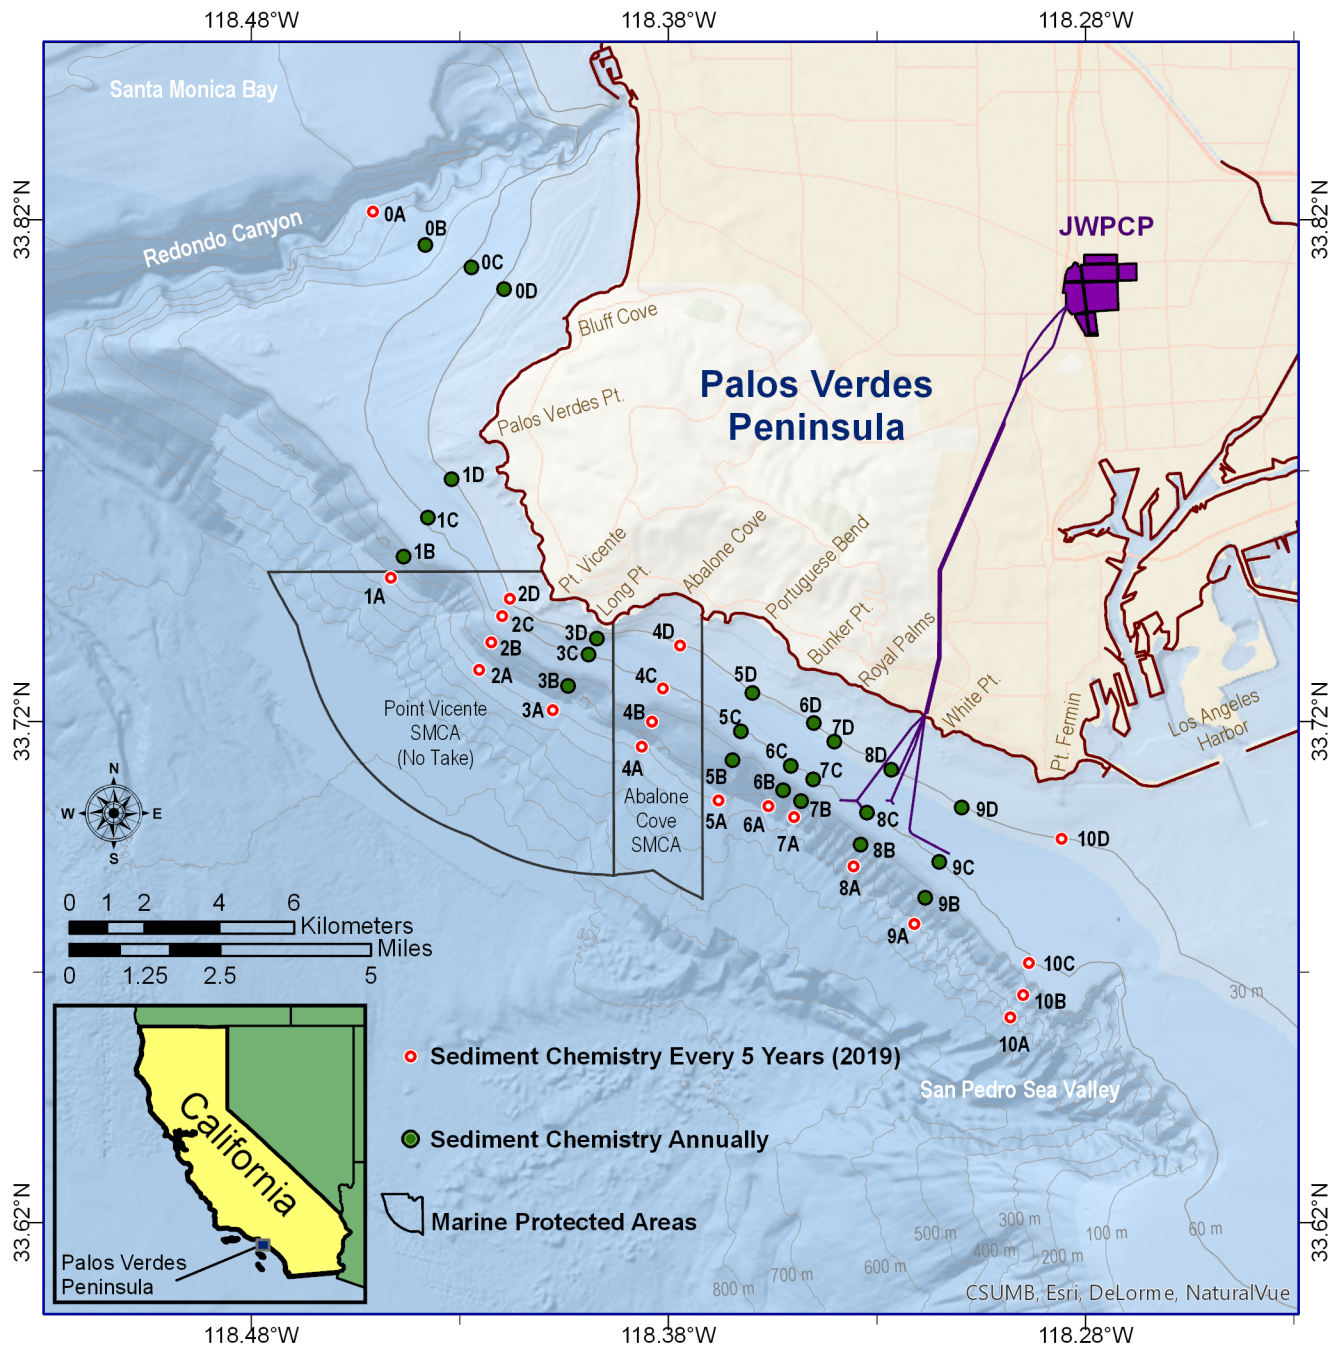 118.48°W
118.38°W
118.28°W
Santa Monica Bay
33.82°N
33.82°N
0A
0B
Redondo Canyon
JWPCP
0C
0D
Bluff Cove
Palos Verdes
Peninsula
Palos Verdes Pt.
1D
1C
1B
1A
Pt. Vicente
Long Pt.
Abalone Cove
Portuguese Bend
Bunker Pt.
Royal Palms
White Pt.
Pt. Fermin
Los Angeles
Harbor
2D
2C
2B
2A
3D
3C
3B
3A
4D
4C
4B
4A
5D
5C
5B
5A
6D
6C
6B
6A
7D
7C
7B
7A
8D
8C
8B
8A
9D
9C
9B
9A
10D
10C
10B
10A
33.72°N
33.72°N
Point Vicente
SMCA
(No Take)
Abalone
Cove
SMCA
N
W
E
S
0 1 2 4 6
Kilometers
Miles
0 1.25 2.5 5
30 m
Sediment Chemistry Every 5 Years (2019)
San Pedro Sea Valley
Sediment Chemistry Annually
Marine Protected Areas
California
Palos Verdes
Peninsula
33.62°N
33.62°N
60 m
100 m
200 m
300 m
400 m
500 m
600 m
700 m
800 m
CSUMB, Esri, DeLorme, NaturalVue
118.48°W
118.38°W
118.28°W